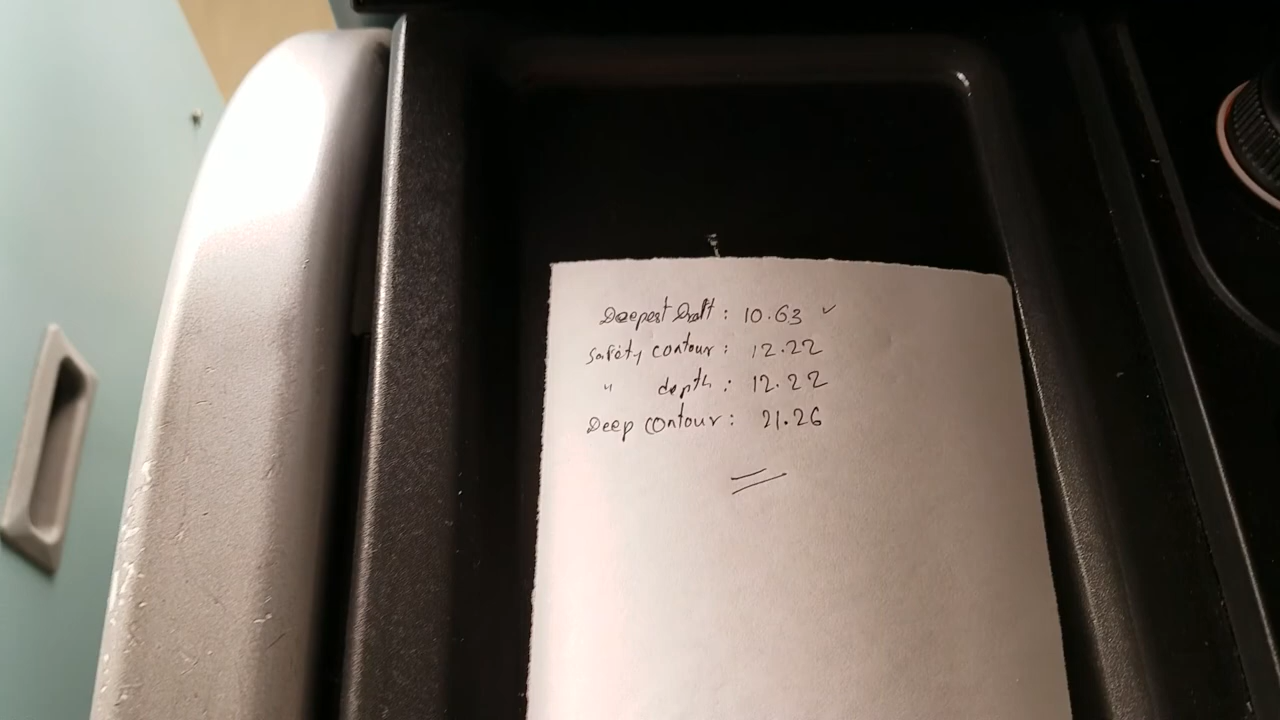 Deepest Draft : 10.63 ✓
Safety contour : 12.22
" depth : 12.22
Deep contour : 21.26